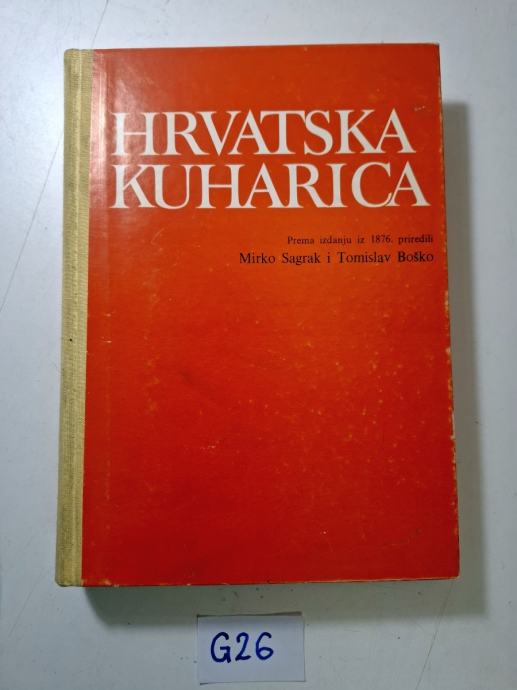 HRVATSKA
KUHARICA
Prema izdanju iz 1876. priredili
Mirko Sagrak i Tomislav Boško
G26